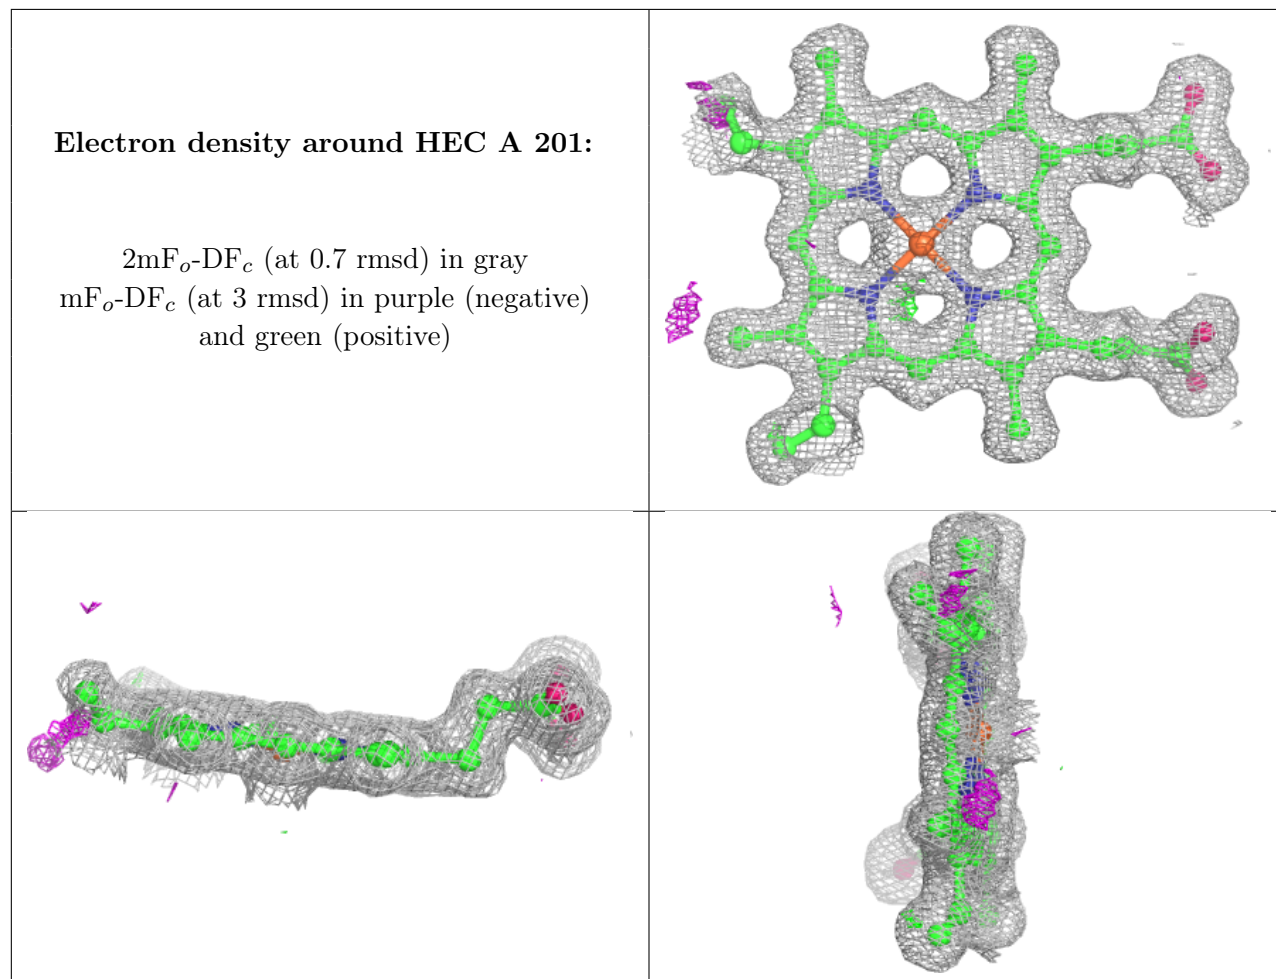 Electron density around HEC A 201:
2mFo-DFc (at 0.7 rmsd) in gray
mFo-DFc (at 3 rmsd) in purple (negative)
and green (positive)